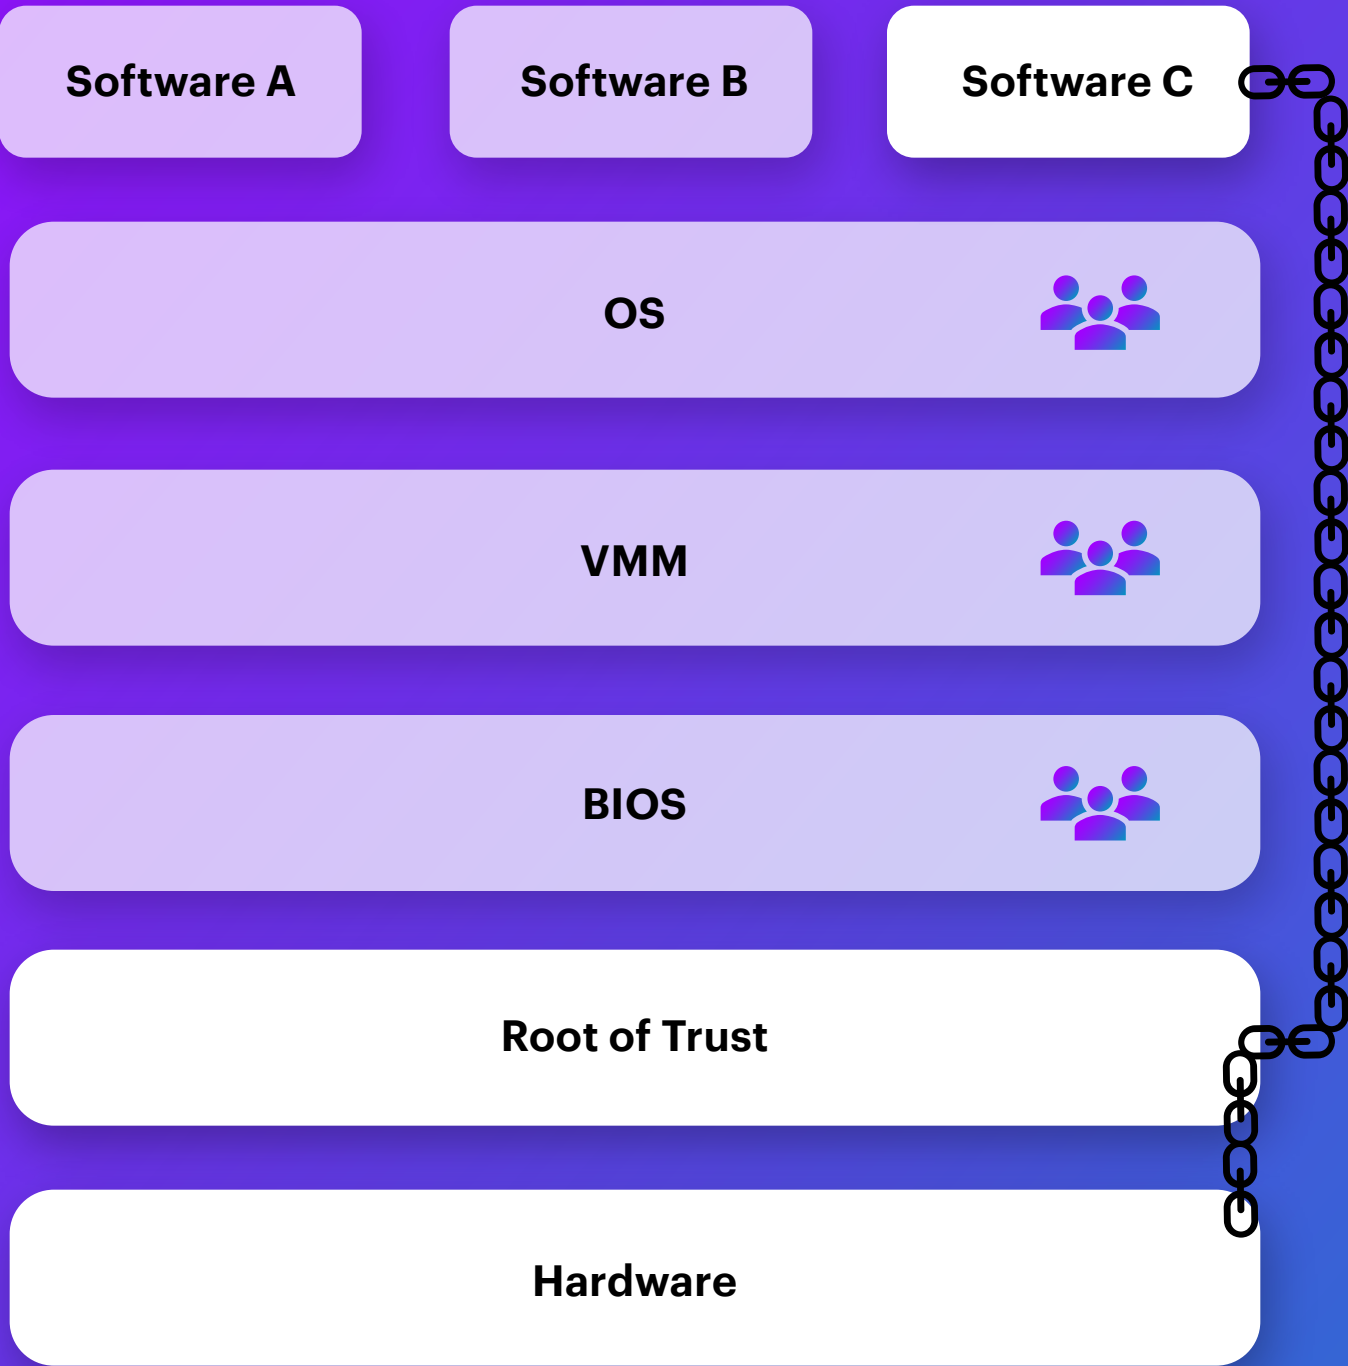 Software A
Software B
Software C
OS
VMM
BIOS
Root of Trust
Hardware